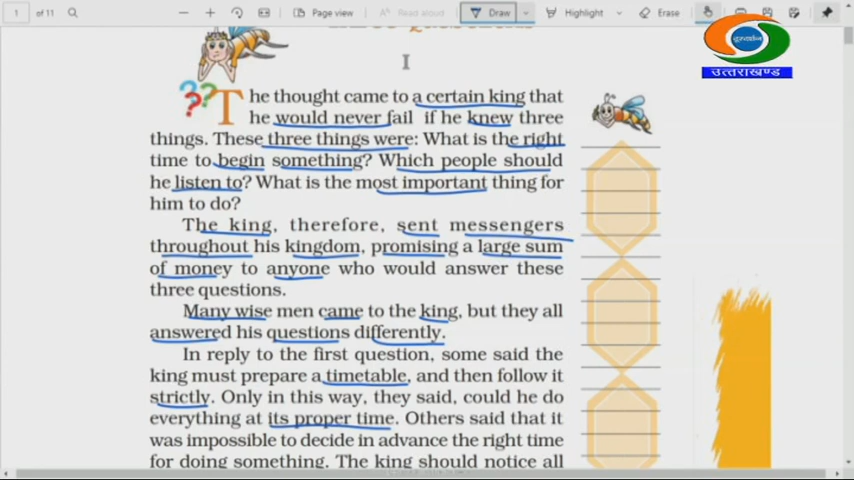 1 of 11 Page view Read aloud Draw Highlight Erase
दूरदर्शन
उत्तराखण्ड
Three Questions
I
The thought came to a certain king that
he would never fail if he knew three
things. These three things were: What is the right
time to begin something? Which people should
he listen to? What is the most important thing for
him to do?
The king, therefore, sent messengers
throughout his kingdom, promising a large sum
of money to anyone who would answer these
three questions.
Many wise men came to the king, but they all
answered his questions differently.
In reply to the first question, some said the
king must prepare a timetable, and then follow it
strictly. Only in this way, they said, could he do
everything at its proper time. Others said that it
was impossible to decide in advance the right time
for doing something. The king should notice all